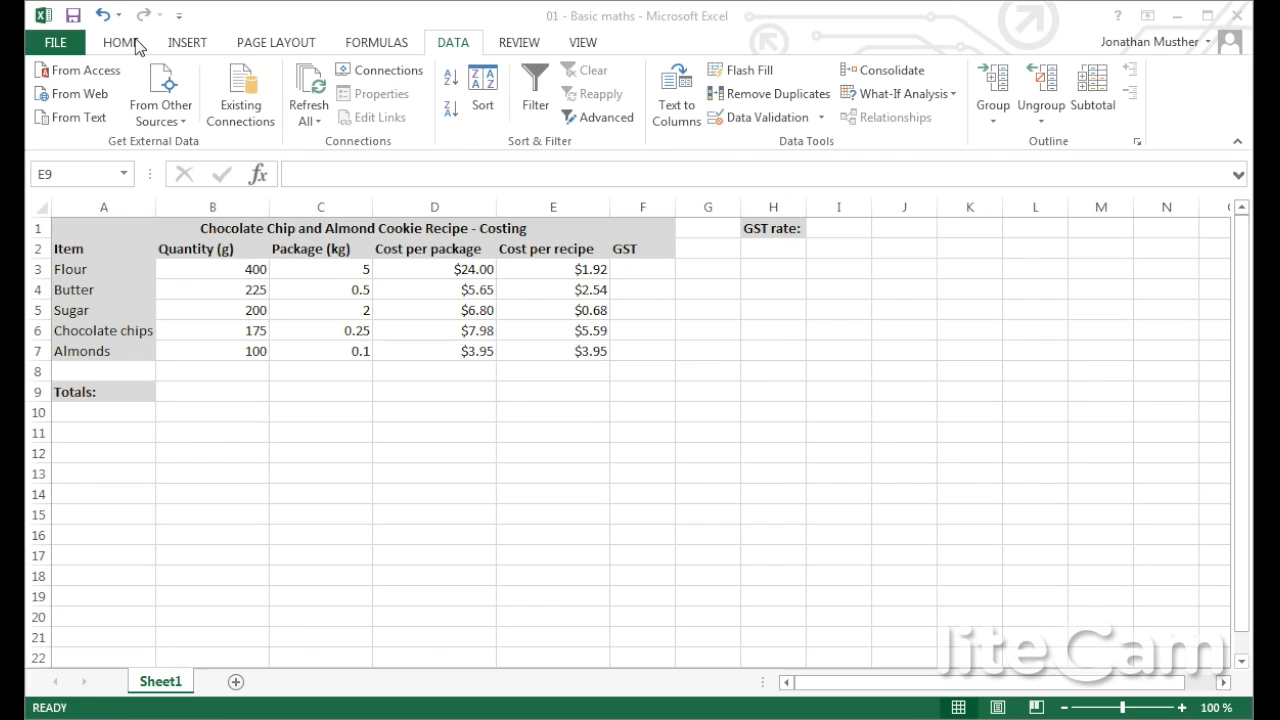 01 - Basic maths - Microsoft Excel
FILE HOME INSERT PAGE LAYOUT FORMULAS DATA REVIEW VIEW Jonathan Musther
From Access
From Web
From Text
From Other Sources
Existing Connections
Get External Data
Refresh All
Connections
Properties
Edit Links
Connections
Sort
Filter
Clear
Reapply
Advanced
Sort & Filter
Text to Columns
Flash Fill
Remove Duplicates
Data Validation
Consolidate
What-If Analysis
Relationships
Data Tools
Group
Ungroup
Subtotal
Outline
E9 fx
A B C D E F G H I J K L M N
1 Chocolate Chip and Almond Cookie Recipe - Costing GST rate:
2 Item Quantity (g) Package (kg) Cost per package Cost per recipe GST
3 Flour 400 5 $24.00 $1.92
4 Butter 225 0.5 $5.65 $2.54
5 Sugar 200 2 $6.80 $0.68
6 Chocolate chips 175 0.25 $7.98 $5.59
7 Almonds 100 0.1 $3.95 $3.95
8
9 Totals:
10
11
12
13
14
15
16
17
18
19
20
21
22
liteCam
Sheet1
READY 100 %